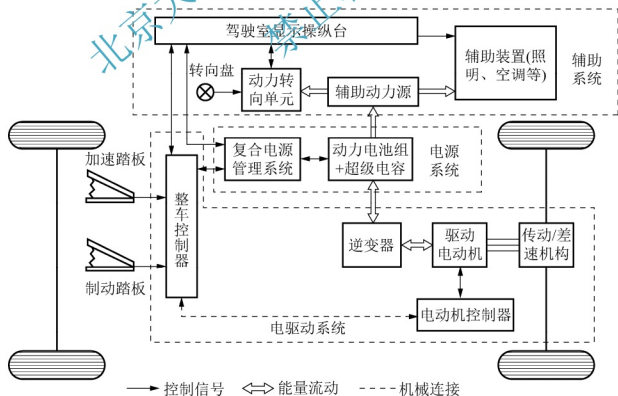 北京
禁止
驾驶室显示操纵台
转向盘
动力转
向单元
辅助动力源
辅助装置(照
明、空调等)
辅助
系统
加速踏板
复合电源
管理系统
动力电池组
+超级电容
电源
系统
整车控制器
逆变器
驱动
电动机
传动/差
速机构
制动踏板
电动机控制器
电驱动系统
控制信号
能量流动
机械连接